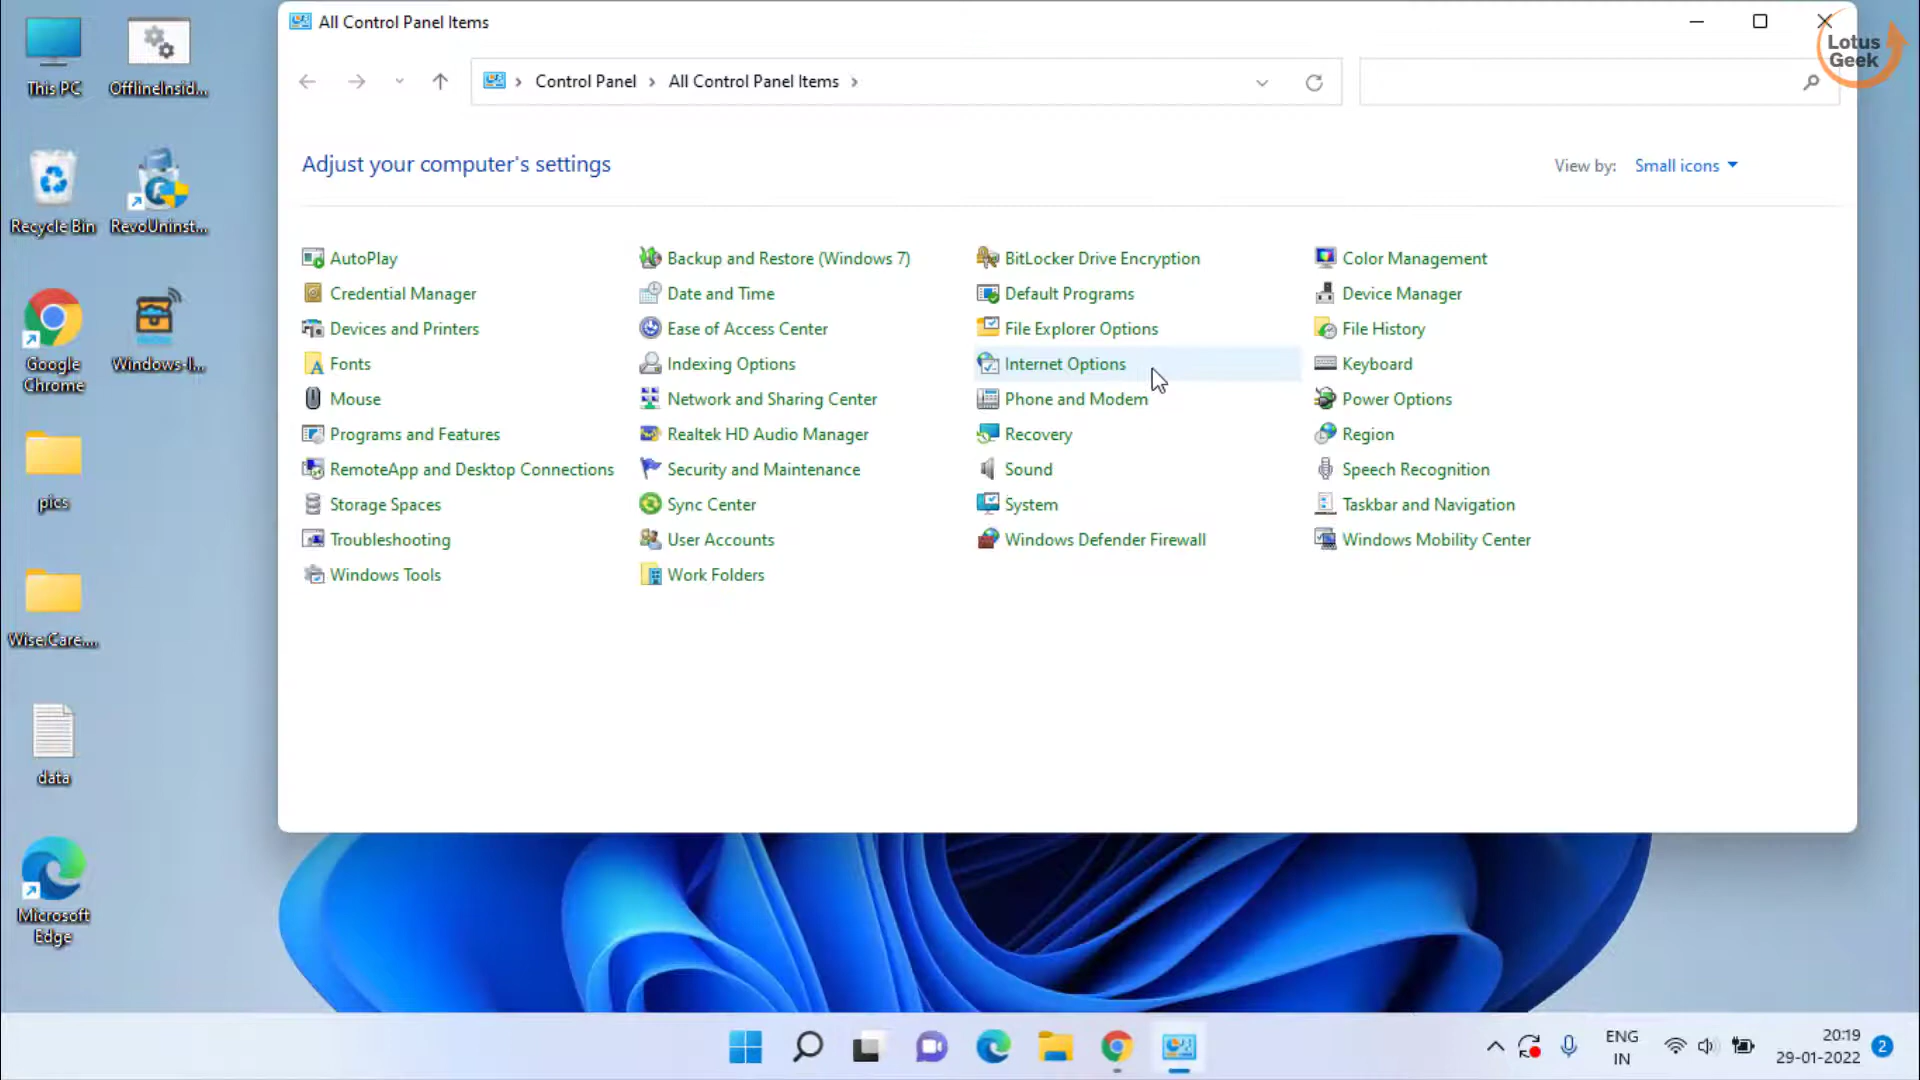 All Control Panel Items
Lotus
Geek
Control Panel
All Control Panel Items
Adjust your computer's settings
View by:
Small icons
AutoPlay
Backup and Restore (Windows 7)
BitLocker Drive Encryption
Color Management
Credential Manager
Date and Time
Default Programs
Device Manager
Devices and Printers
Ease of Access Center
File Explorer Options
File History
Fonts
Indexing Options
Internet Options
Keyboard
Mouse
Network and Sharing Center
Phone and Modem
Power Options
Programs and Features
Realtek HD Audio Manager
Recovery
Region
RemoteApp and Desktop Connections
Security and Maintenance
Sound
Speech Recognition
Storage Spaces
Sync Center
System
Taskbar and Navigation
Troubleshooting
User Accounts
Windows Defender Firewall
Windows Mobility Center
Windows Tools
Work Folders
This PC
OfflineInsid...
Recycle Bin
RevoUninst...
Google
Chrome
Windows-I...
pics
Wise.Care....
data
Microsoft
Edge
ENG
IN
20:19
29-01-2022
2